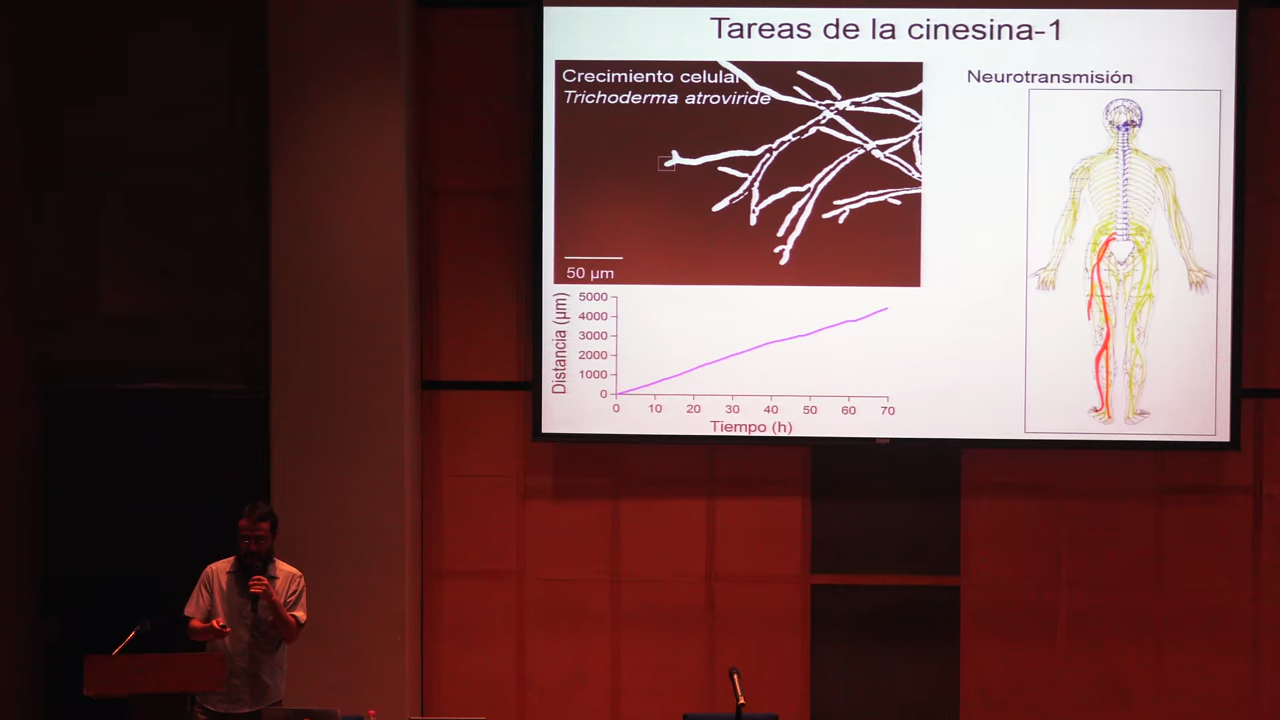 Tareas de la cinesina-1
Crecimiento celular
Trichoderma atroviride
50 µm
Neurotransmisión
Distancia (µm)
5000
4000
3000
2000
1000
0
0 10 20 30 40 50 60 70
Tiempo (h)